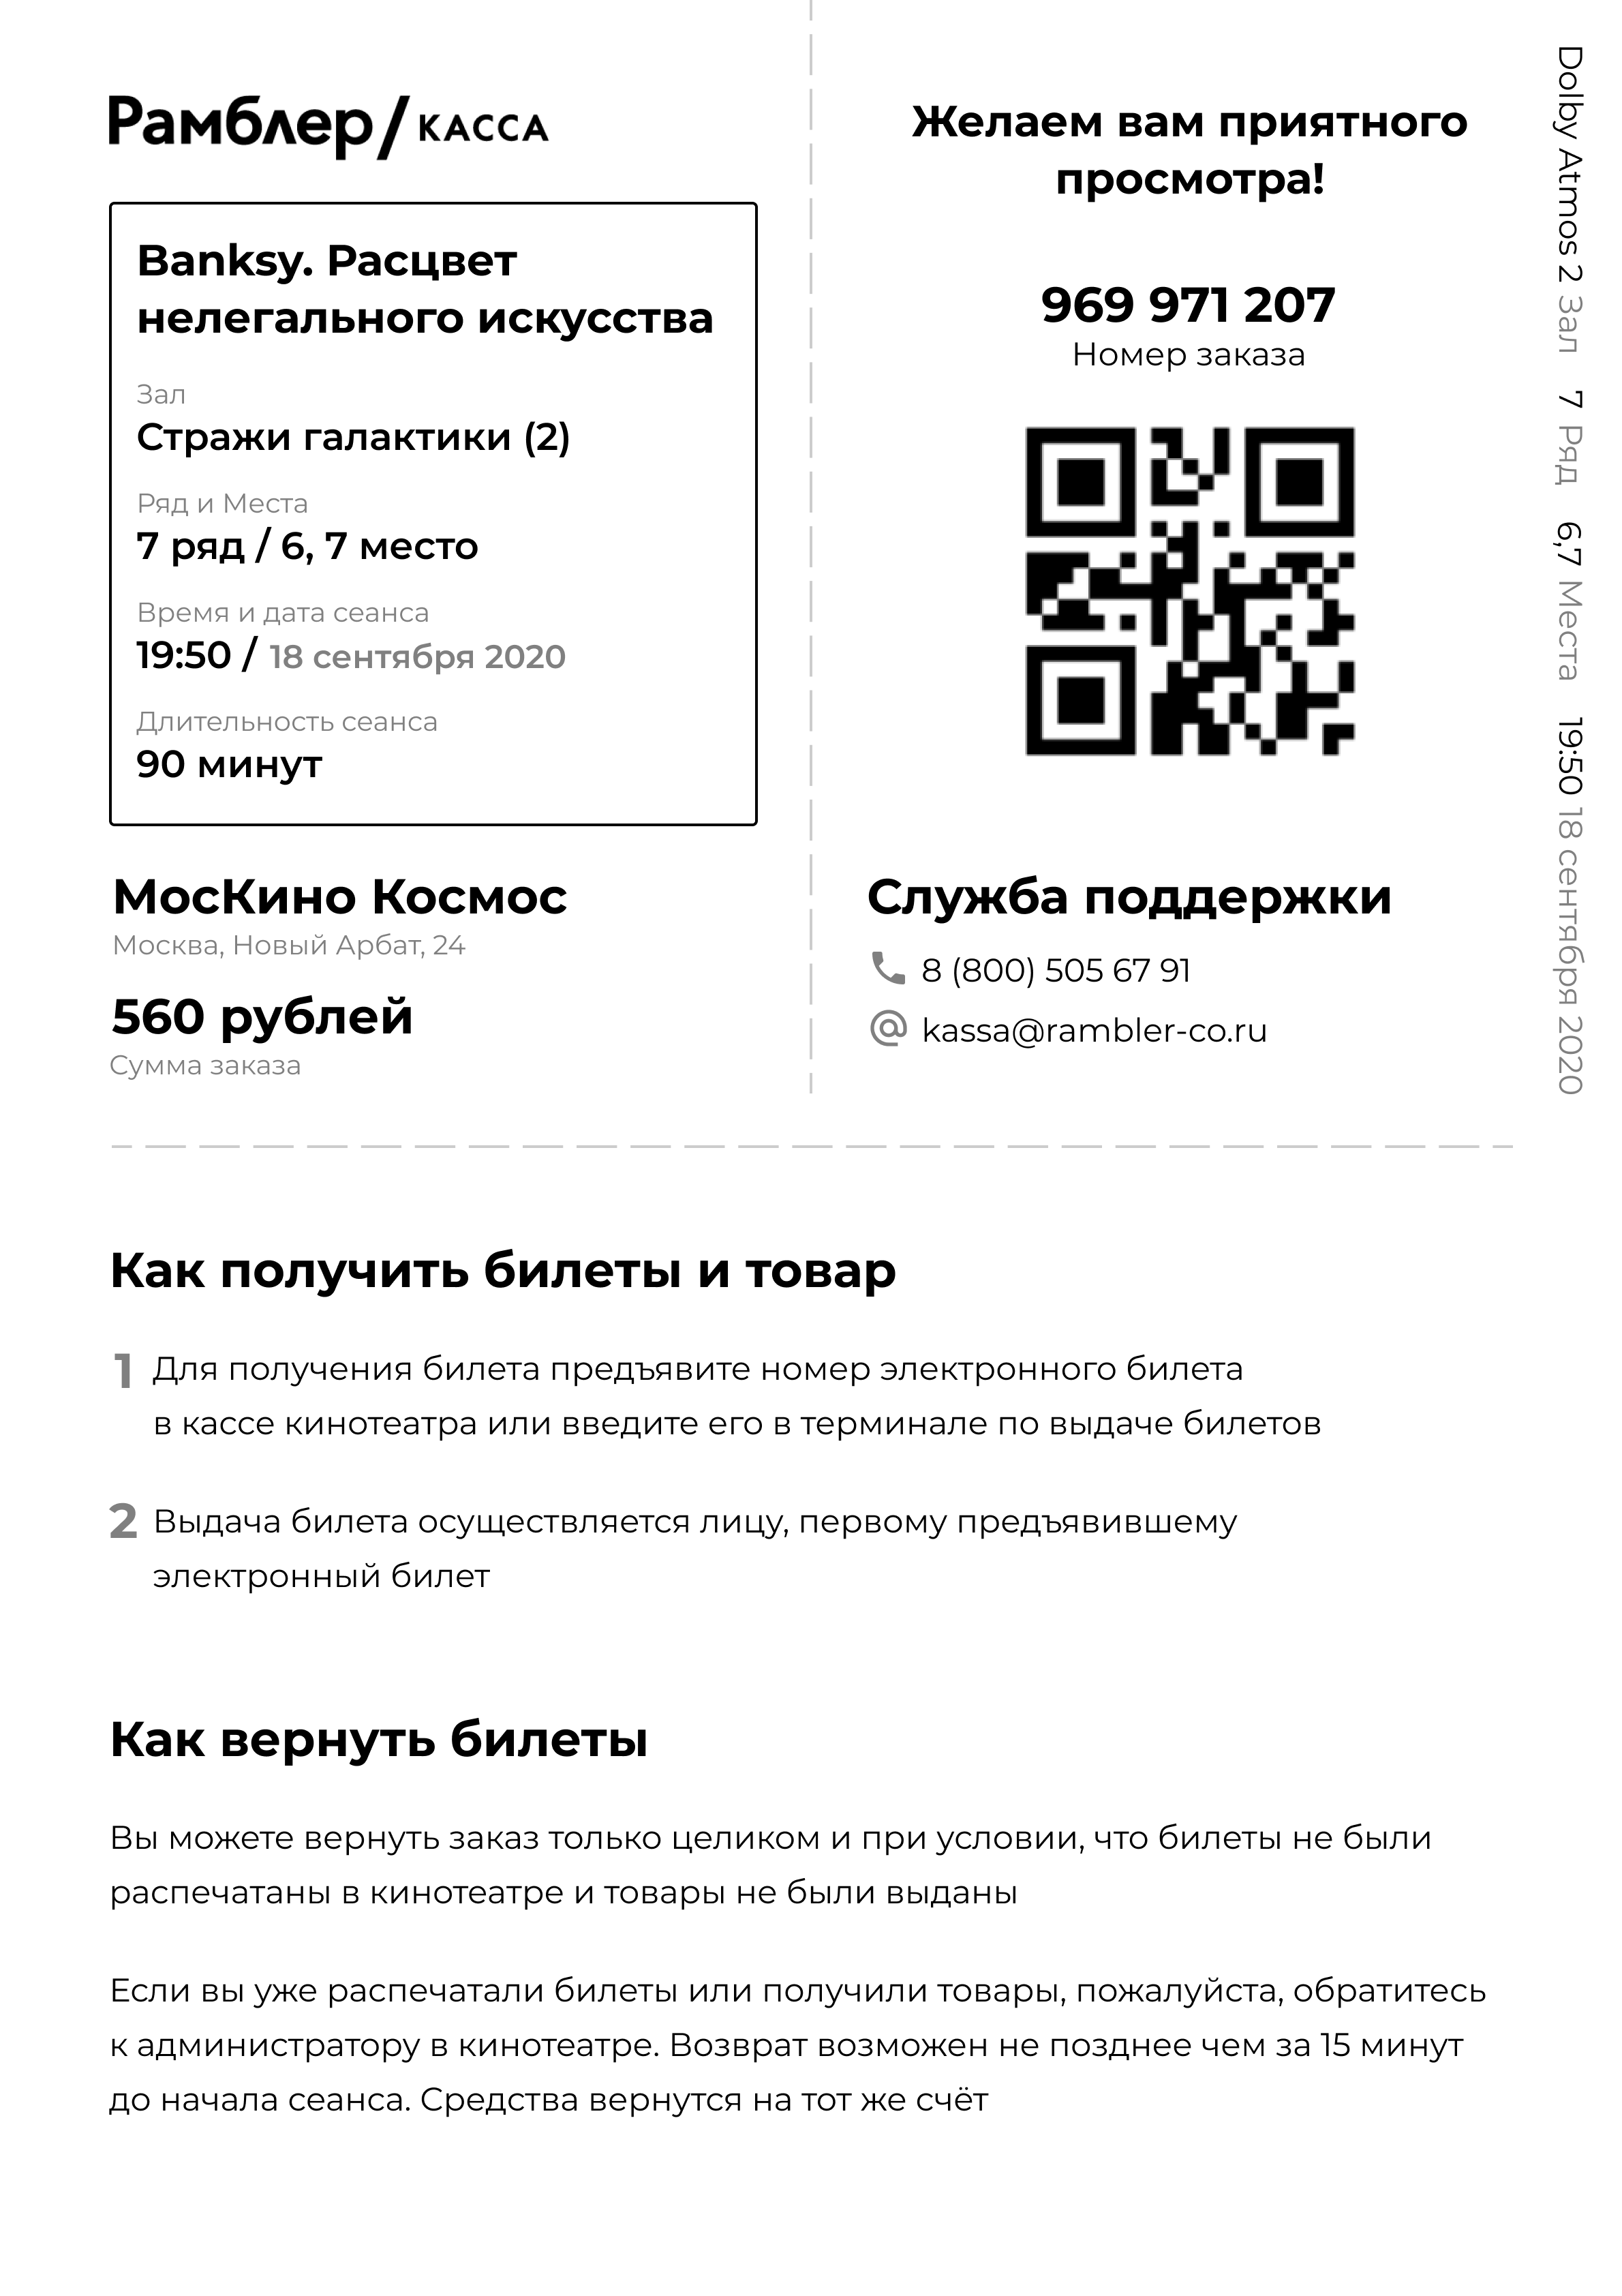 Рамблер/КАССА
Banksy. Расцвет
нелегального искусства
Зал
Стражи галактики (2)
Ряд и Места
7 ряд / 6, 7 место
Время и дата сеанса
19:50 / 18 сентября 2020
Длительность сеанса
90 минут
МосКино Космос
Москва, Новый Арбат, 24
560 рублей
Сумма заказа
Желаем вам приятного
просмотра!
969 971 207
Номер заказа
Служба поддержки
8 (800) 505 67 91
kassa@rambler-co.ru
Dolby Atmos 2 Зал 7 Ряд 6,7 Места 19:50 18 сентября 2020
Как получить билеты и товар
1 Для получения билета предъявите номер электронного билета
в кассе кинотеатра или введите его в терминале по выдаче билетов
2 Выдача билета осуществляется лицу, первому предъявившему
электронный билет
Как вернуть билеты
Вы можете вернуть заказ только целиком и при условии, что билеты не были
распечатаны в кинотеатре и товары не были выданы
Если вы уже распечатали билеты или получили товары, пожалуйста, обратитесь
к администратору в кинотеатре. Возврат возможен не позднее чем за 15 минут
до начала сеанса. Средства вернутся на тот же счёт